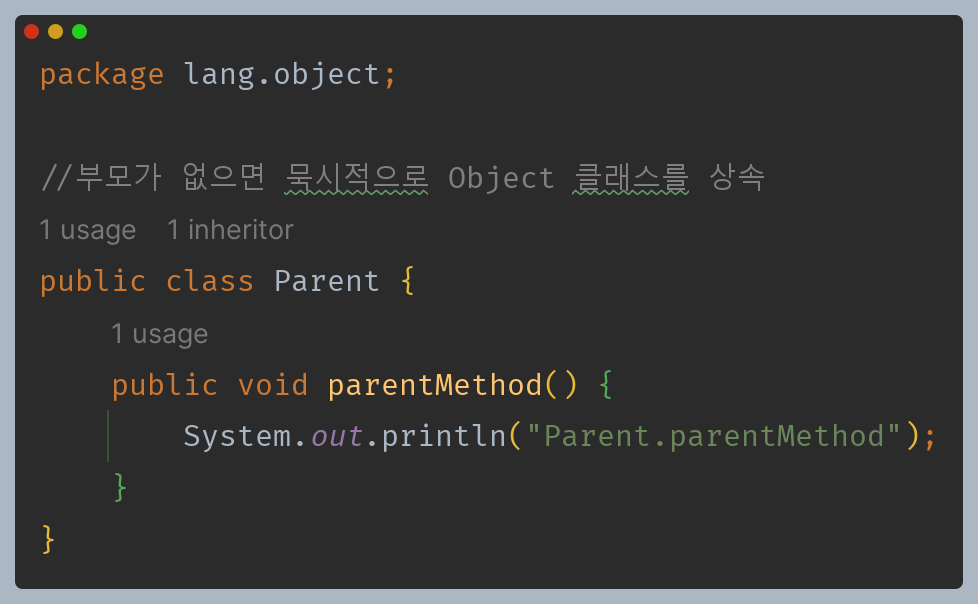 package lang.object;
//부모가 없으면 묵시적으로 Object 클래스를 상속
1 usage 1 inheritor
public class Parent {
1 usage
public void parentMethod() {
System.out.println("Parent.parentMethod");
}
}